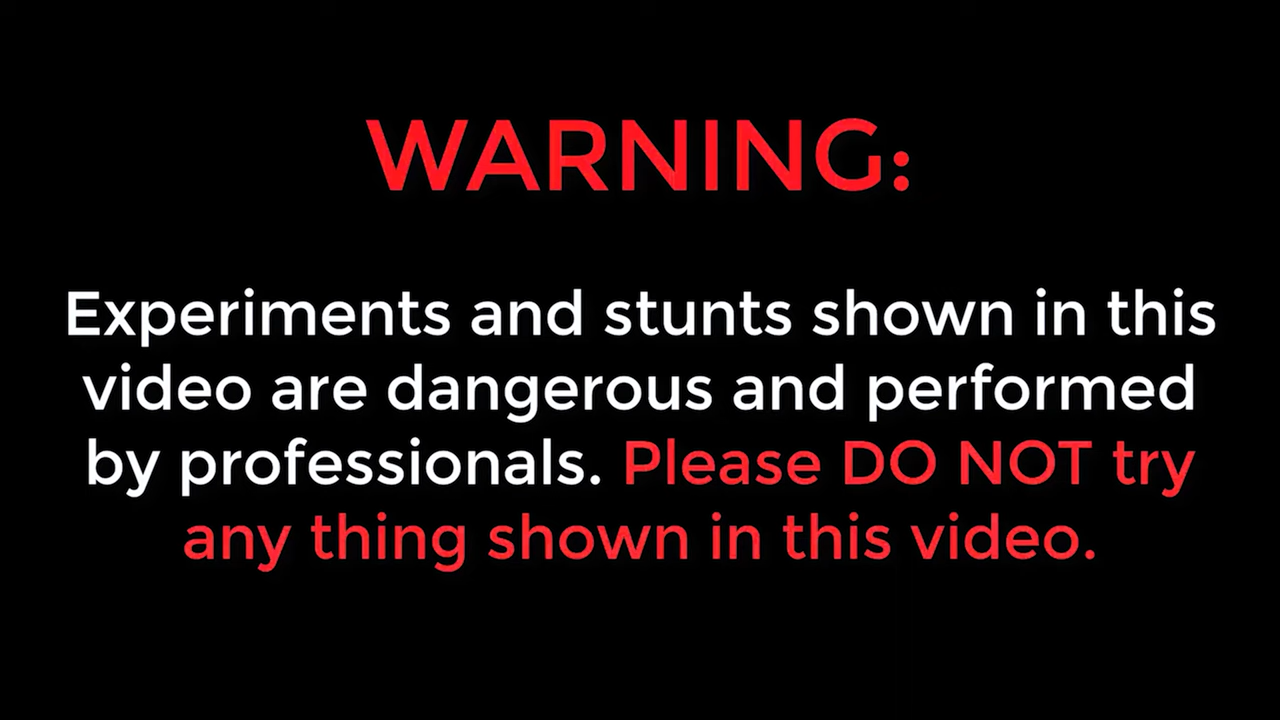 WARNING:
Experiments and stunts shown in this
video are dangerous and performed
by professionals. Please DO NOT try
any thing shown in this video.